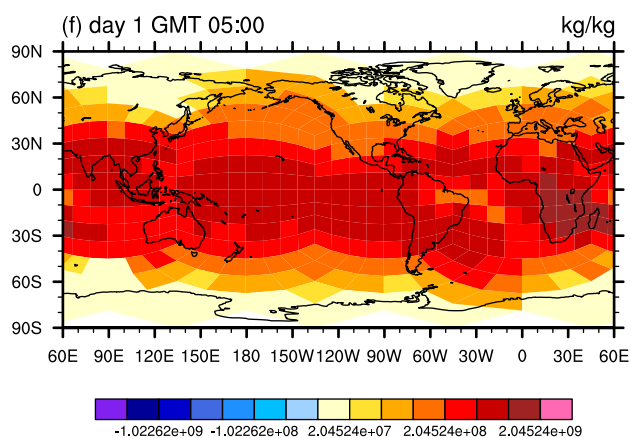 (f) day 1 GMT 05:00 kg/kg
90N
60N
30N
0
30S
60S
90S
60E 90E 120E 150E 180 150W 120W 90W 60W 30W 0 30E 60E
-1.02262e+09 -1.02262e+08 2.04524e+07 2.04524e+08 2.04524e+09